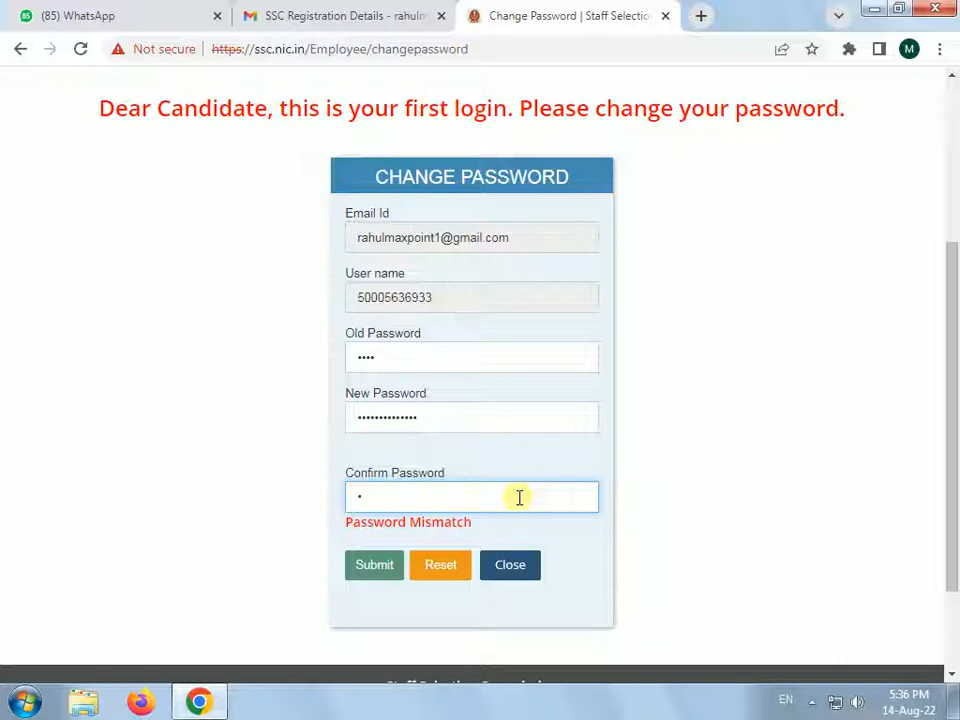 (85) WhatsApp
SSC Registration Details - rahulm
Change Password | Staff Selectio
Not secure
https://ssc.nic.in/Employee/changepassword
M
Dear Candidate, this is your first login. Please change your password.
CHANGE PASSWORD
Email Id
rahulmaxpoint1@gmail.com
User name
50005636933
Old Password
••••
New Password
••••••••••••••
Confirm Password
•
Password Mismatch
Submit Reset Close
EN
5:36 PM
14-Aug-22